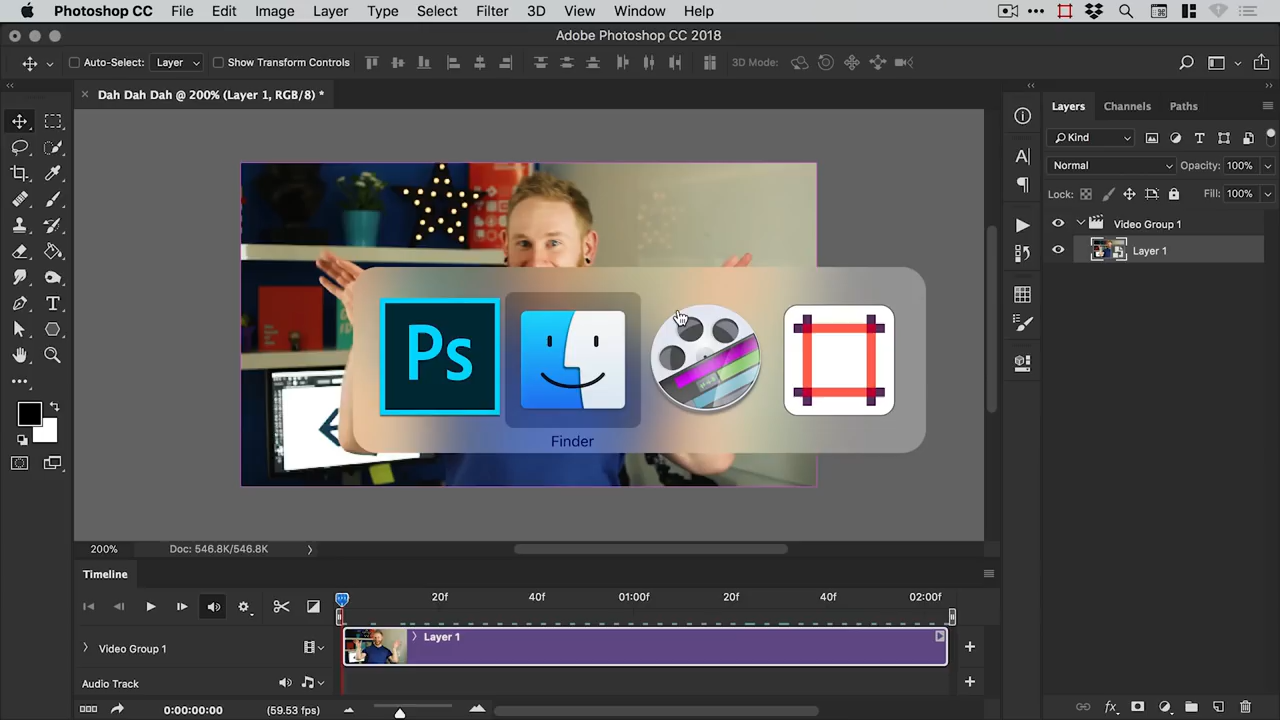 Photoshop CC File Edit Image Layer Type Select Filter 3D View Window Help
Adobe Photoshop CC 2018
Auto-Select: Layer Show Transform Controls 3D Mode:
Dah Dah Dah @ 200% (Layer 1, RGB/8) *
Layers Channels Paths
Kind
Normal Opacity: 100%
Lock: Fill: 100%
Video Group 1
Layer 1
Ps
Finder
200% Doc: 546.8K/546.8K
Timeline
20f 40f 01:00f 20f 40f 02:00f
Layer 1
Video Group 1
Audio Track
0:00:00:00 (59.53 fps)